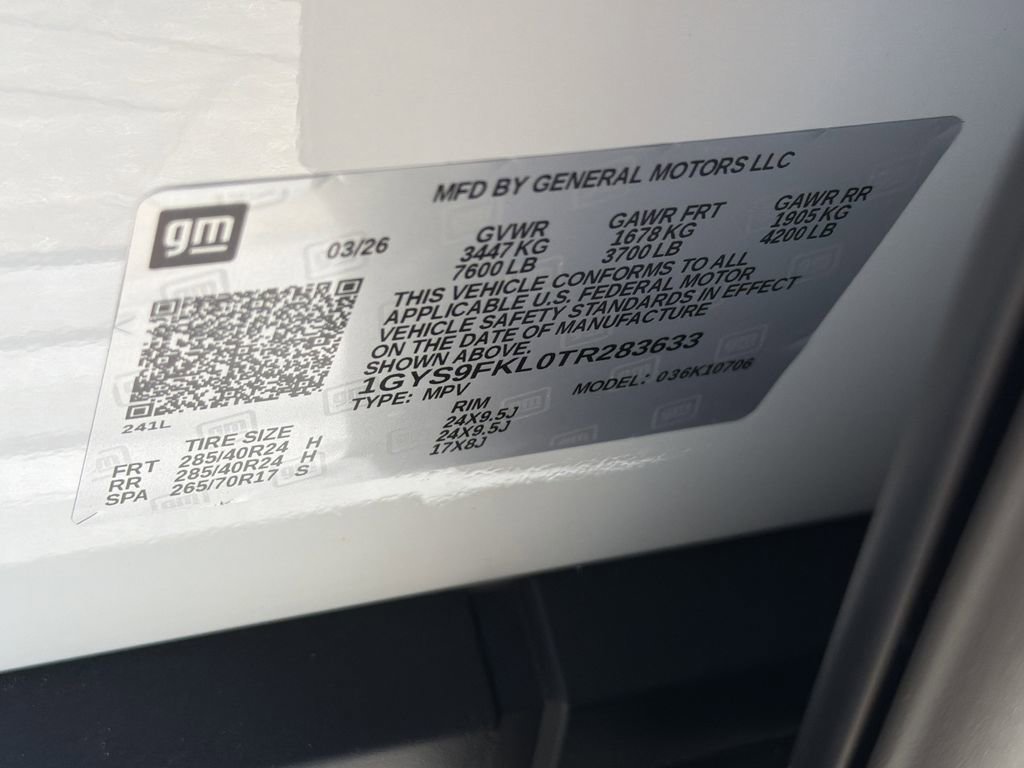 MFD BY GENERAL MOTORS LLC
gm
03/26
GVWR GAWR FRT GAWR RR
3447 KG 1678 KG 1905 KG
7600 LB 3700 LB 4200 LB
THIS VEHICLE CONFORMS TO ALL
APPLICABLE U.S. FEDERAL MOTOR
VEHICLE SAFETY STANDARDS IN EFFECT
ON THE DATE OF MANUFACTURE
SHOWN ABOVE.
1GYS9FKL0TR283633
TYPE: MPV MODEL: 036K10706
241L
TIRE SIZE RIM
FRT 285/40R24 H 24X9.5J
RR 285/40R24 H 24X9.5J
SPA 265/70R17 S 17X8J